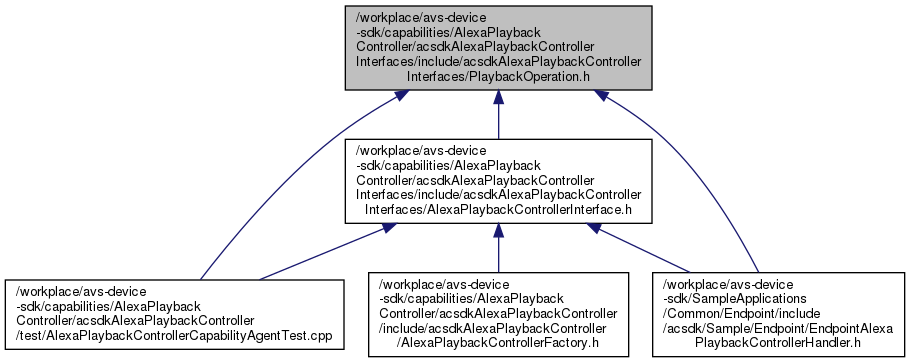 /workplace/avs-device
-sdk/capabilities/AlexaPlayback
Controller/acsdkAlexaPlaybackController
Interfaces/include/acsdkAlexaPlaybackController
Interfaces/PlaybackOperation.h
/workplace/avs-device
-sdk/capabilities/AlexaPlayback
Controller/acsdkAlexaPlaybackController
Interfaces/include/acsdkAlexaPlaybackController
Interfaces/AlexaPlaybackControllerInterface.h
/workplace/avs-device
-sdk/capabilities/AlexaPlayback
Controller/acsdkAlexaPlaybackController
/test/AlexaPlaybackControllerCapabilityAgentTest.cpp
/workplace/avs-device
-sdk/capabilities/AlexaPlayback
Controller/acsdkAlexaPlaybackController
/include/acsdkAlexaPlaybackController
/AlexaPlaybackControllerFactory.h
/workplace/avs-device
-sdk/SampleApplications
/Common/Endpoint/include
/acsdk/Sample/Endpoint/EndpointAlexa
PlaybackControllerHandler.h